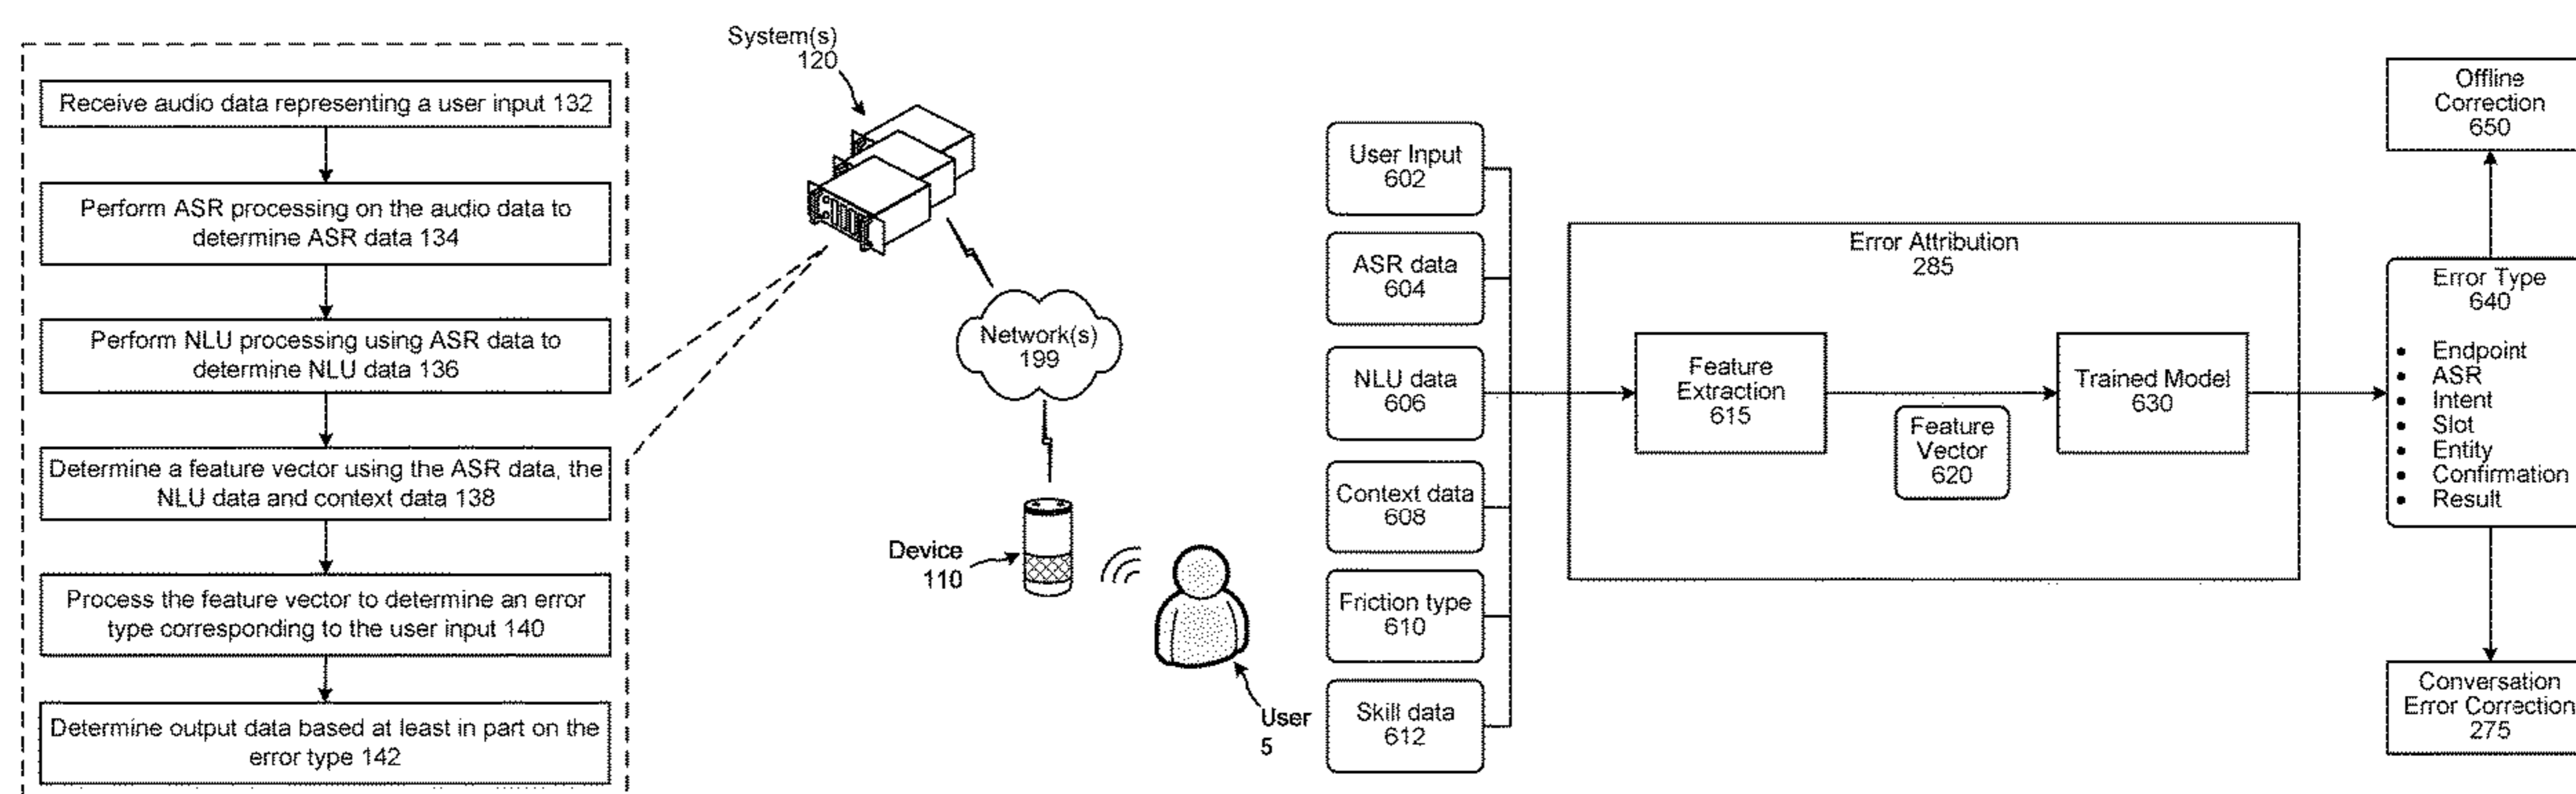 Receive audio data representing a user input 132
Perform ASR processing on the audio data to
determine ASR data 134
Perform NLU processing using ASR data to
determine NLU data 136
Determine a feature vector using the ASR data, the
NLU data and context data 138
Process the feature vector to determine an error
type corresponding to the user input 140
Determine output data based at least in part on the
error type 142
System(s)
120
Network(s)
199
Device
110
User
5
User Input
602
ASR data
604
NLU data
606
Context data
608
Friction type
610
Skill data
612
Error Attribution
285
Feature
Extraction
615
Feature
Vector
620
Trained Model
630
Offline
Correction
650
Error Type
640
• Endpoint
• ASR
• Intent
• Slot
• Entity
• Confirmation
• Result
Conversation
Error Correction
275